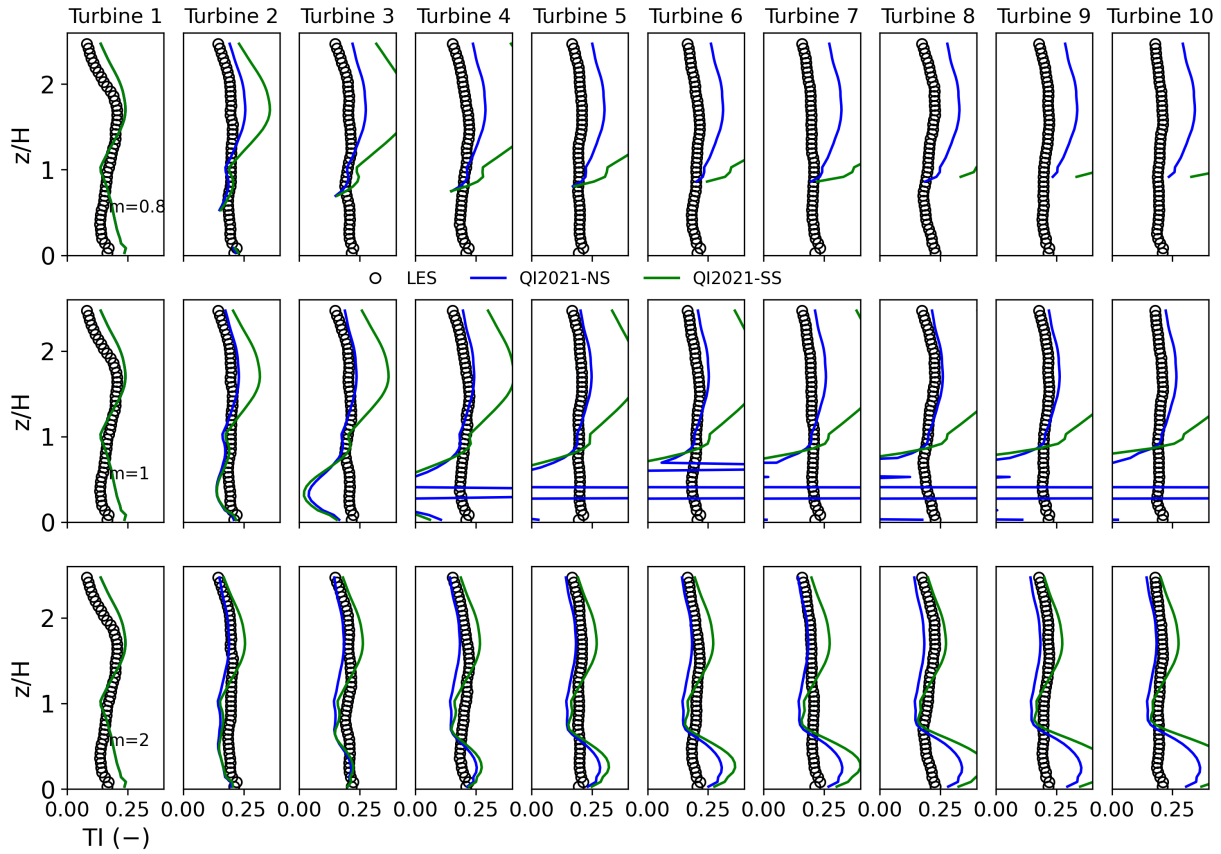 Turbine 1 Turbine 2 Turbine 3 Turbine 4 Turbine 5 Turbine 6 Turbine 7 Turbine 8 Turbine 9 Turbine 10
2
z/H
1
m=0.8
0
LES QI2021-NS QI2021-SS
2
z/H
1
m=1
0
2
z/H
1
m=2
0
0.00 0.25 0.00 0.25 0.00 0.25 0.00 0.25 0.00 0.25 0.00 0.25 0.00 0.25 0.00 0.25 0.00 0.25 0.00 0.25
TI (−)